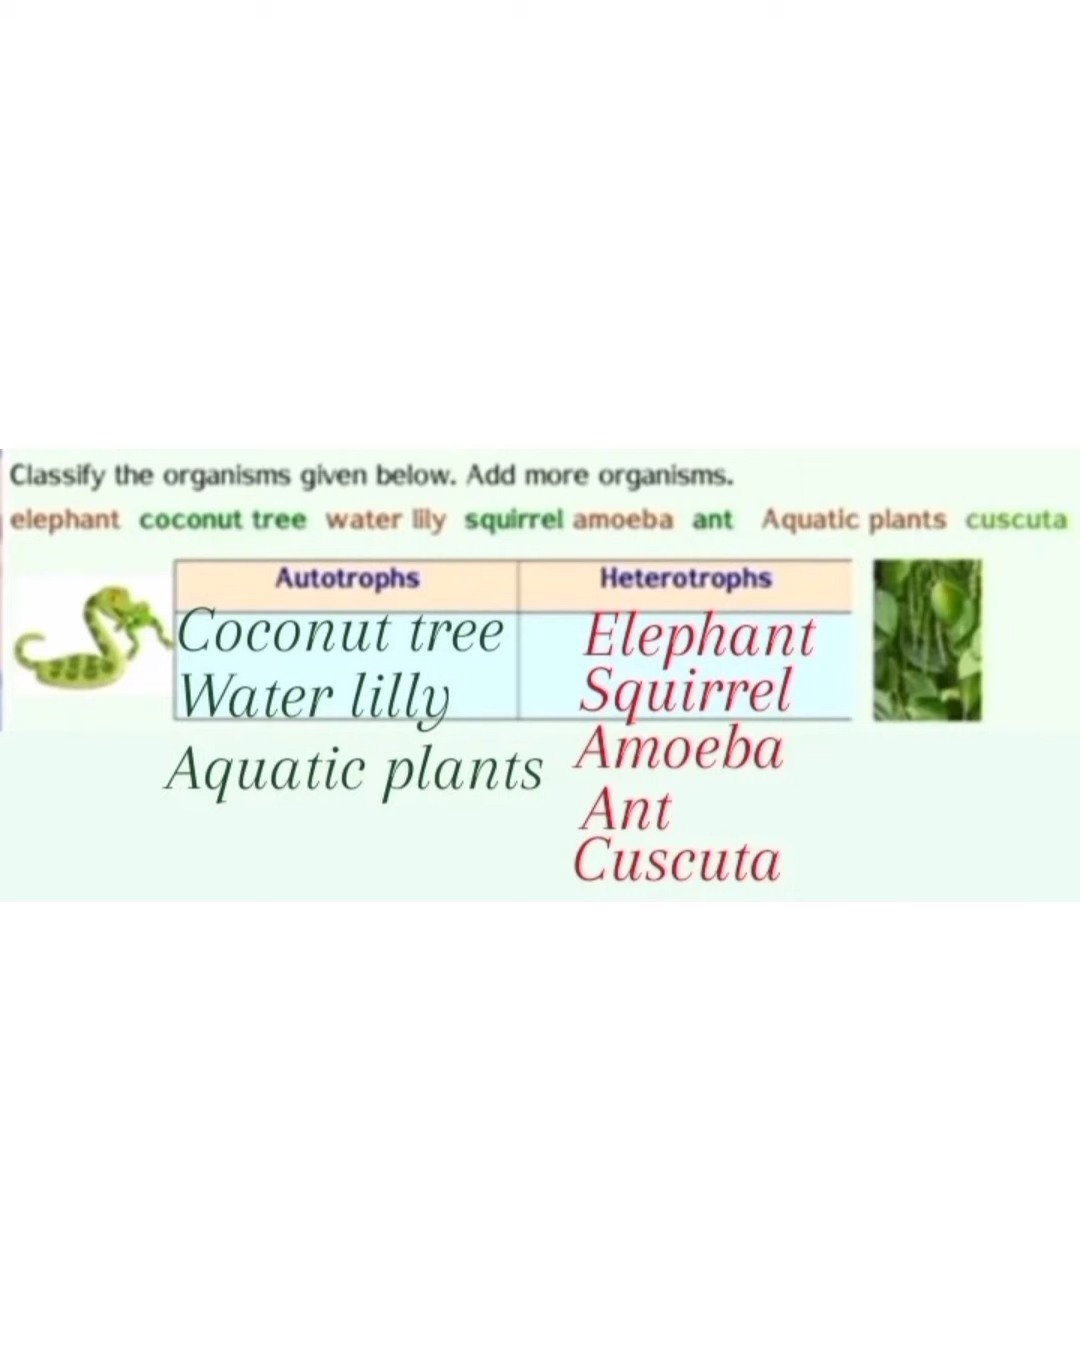 Classify the organisms given below. Add more organisms.
elephant coconut tree water lily squirrel amoeba ant Aquatic plants cuscuta
Autotrophs Heterotrophs
Coconut tree Elephant
Water lilly Squirrel
Aquatic plants Amoeba
Ant
Cuscuta